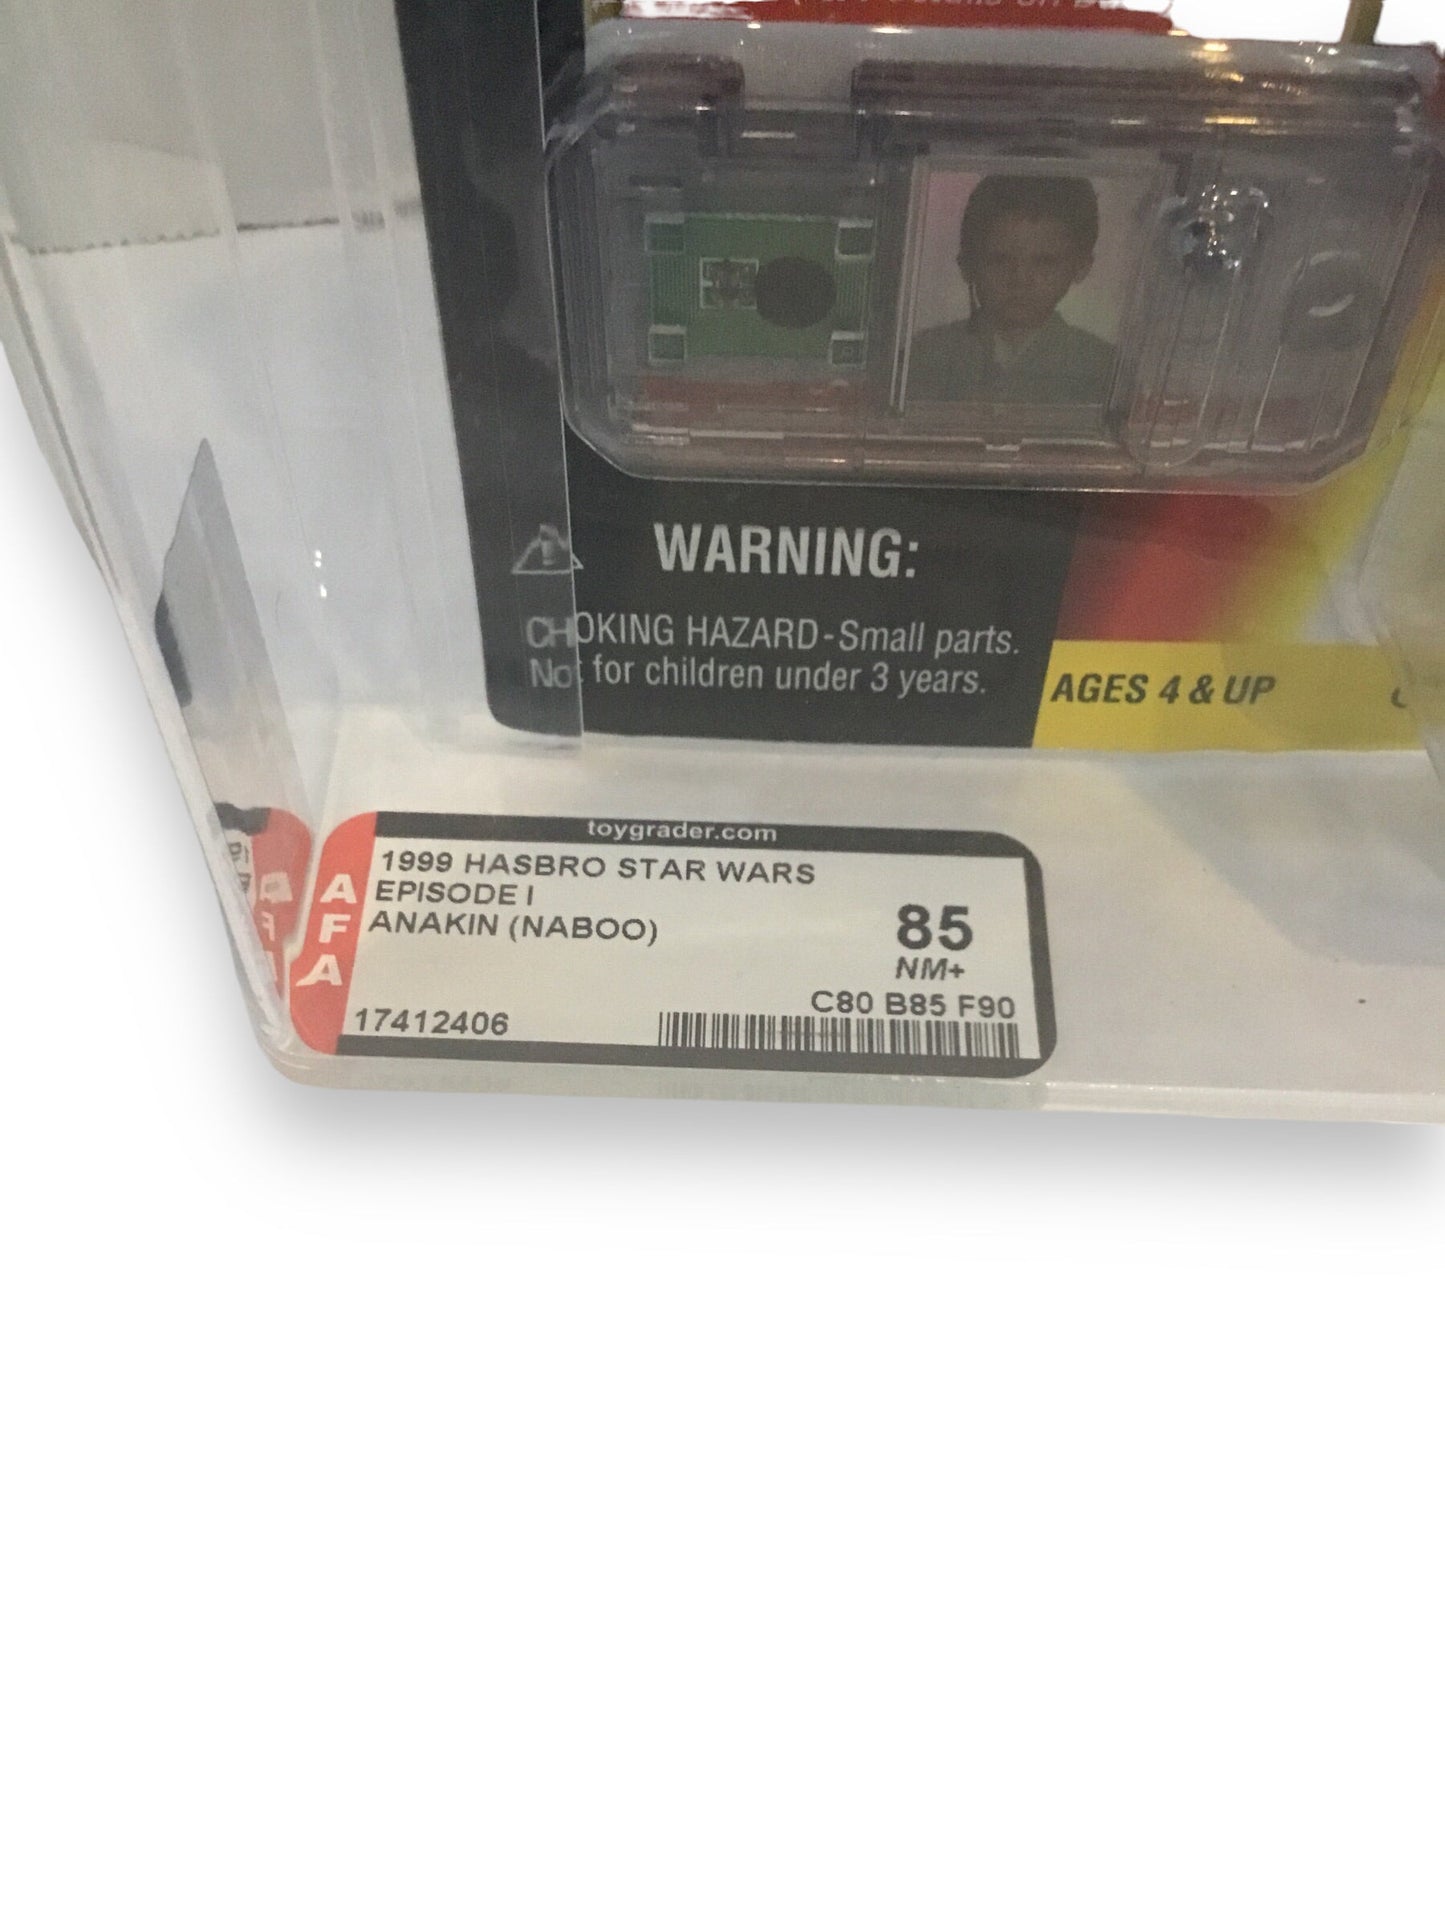 WARNING:
CHOKING HAZARD-Small parts.
Not for children under 3 years.
AGES 4 & UP
toygrader.com
AFA
1999 HASBRO STAR WARS
EPISODE I
ANAKIN (NABOO)
85
NM+
C80 B85 F90
17412406